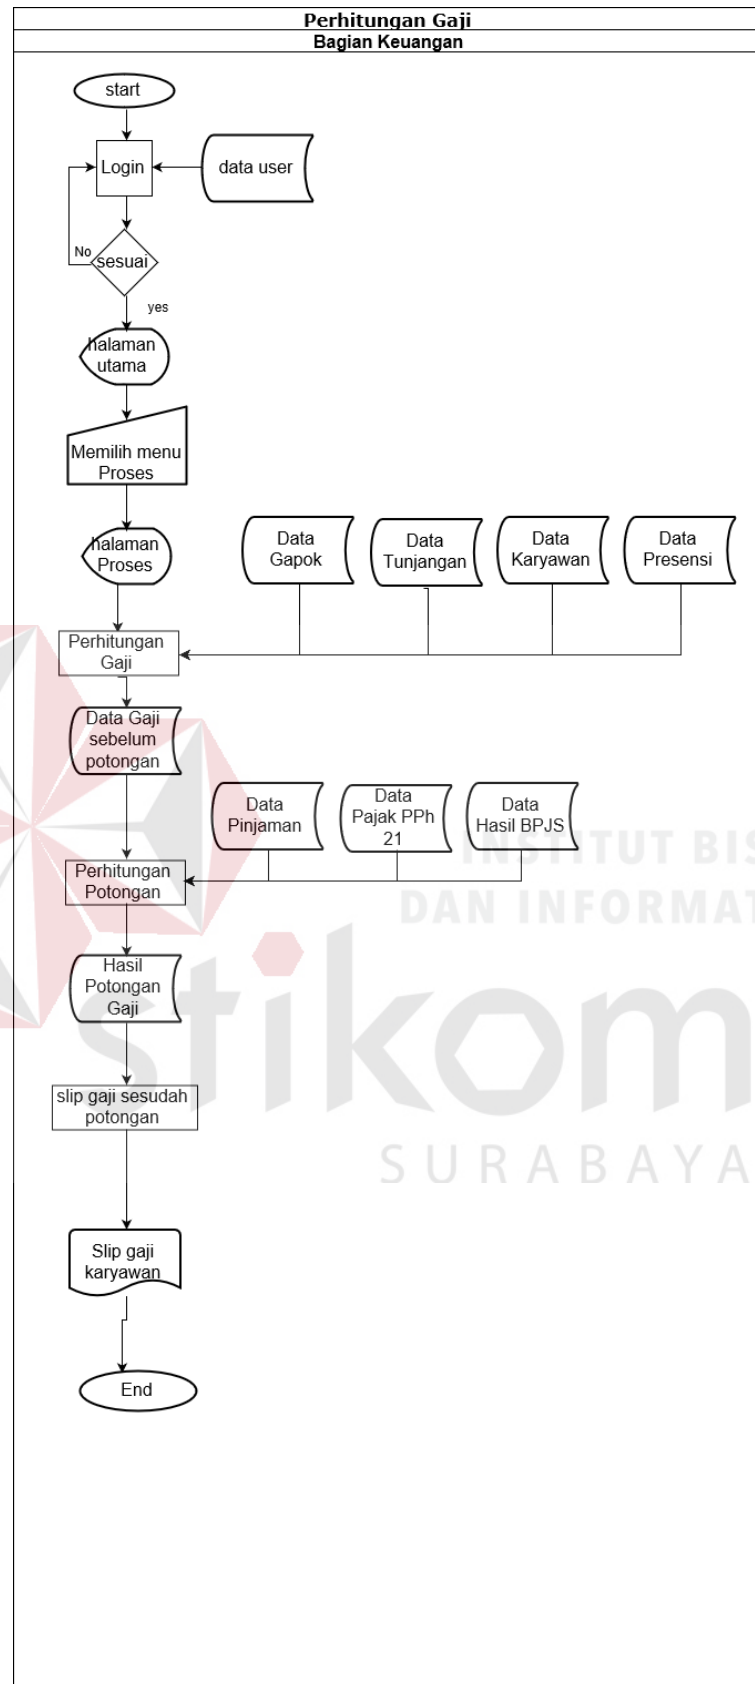 Perhitungan Gaji
Bagian Keuangan
start
Login
data user
No
sesuai
yes
halaman
utama
Memilih menu
Proses
halaman
Proses
Data
Gapok
Data
Tunjangan
Data
Karyawan
Data
Presensi
Perhitungan
Gaji
Data Gaji
sebelum
potongan
Data
Pinjaman
Data
Pajak PPh
21
Data
Hasil BPJS
INSTITUT BIS
DAN INFORMAT
Perhitungan
Potongan
Hasil
Potongan
Gaji
stikom
slip gaji sesudah
potongan
SURABAYA
Slip gaji
karyawan
End